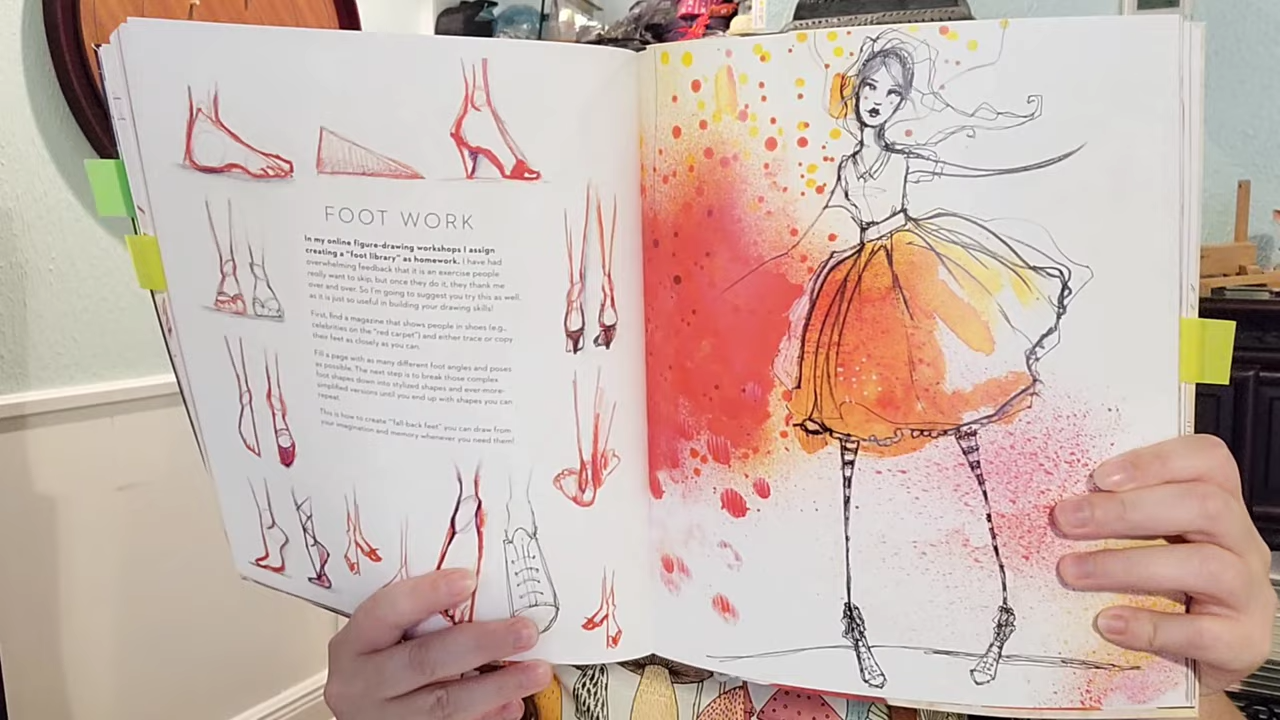 FOOT WORK
In my online figure-drawing workshops I assign
creating a "foot library" as homework. I have had
overwhelming feedback that it is an exercise people
really want to skip, but once they do it, they thank me
over and over. So I'm going to suggest you try this as well,
as it is just so useful in building your drawing skills!
First, find a magazine that shows people in shoes (e.g.,
celebrities on the "red carpet") and either trace or copy
their feet as closely as you can.
Fill a page with as many different foot angles and poses
as possible. The next step is to break those complex
foot shapes down into stylized shapes and ever-more-
simplified versions until you end up with shapes you can
repeat.
This is how to create "fall-back feet" you can draw from
your imagination and memory whenever you need them!